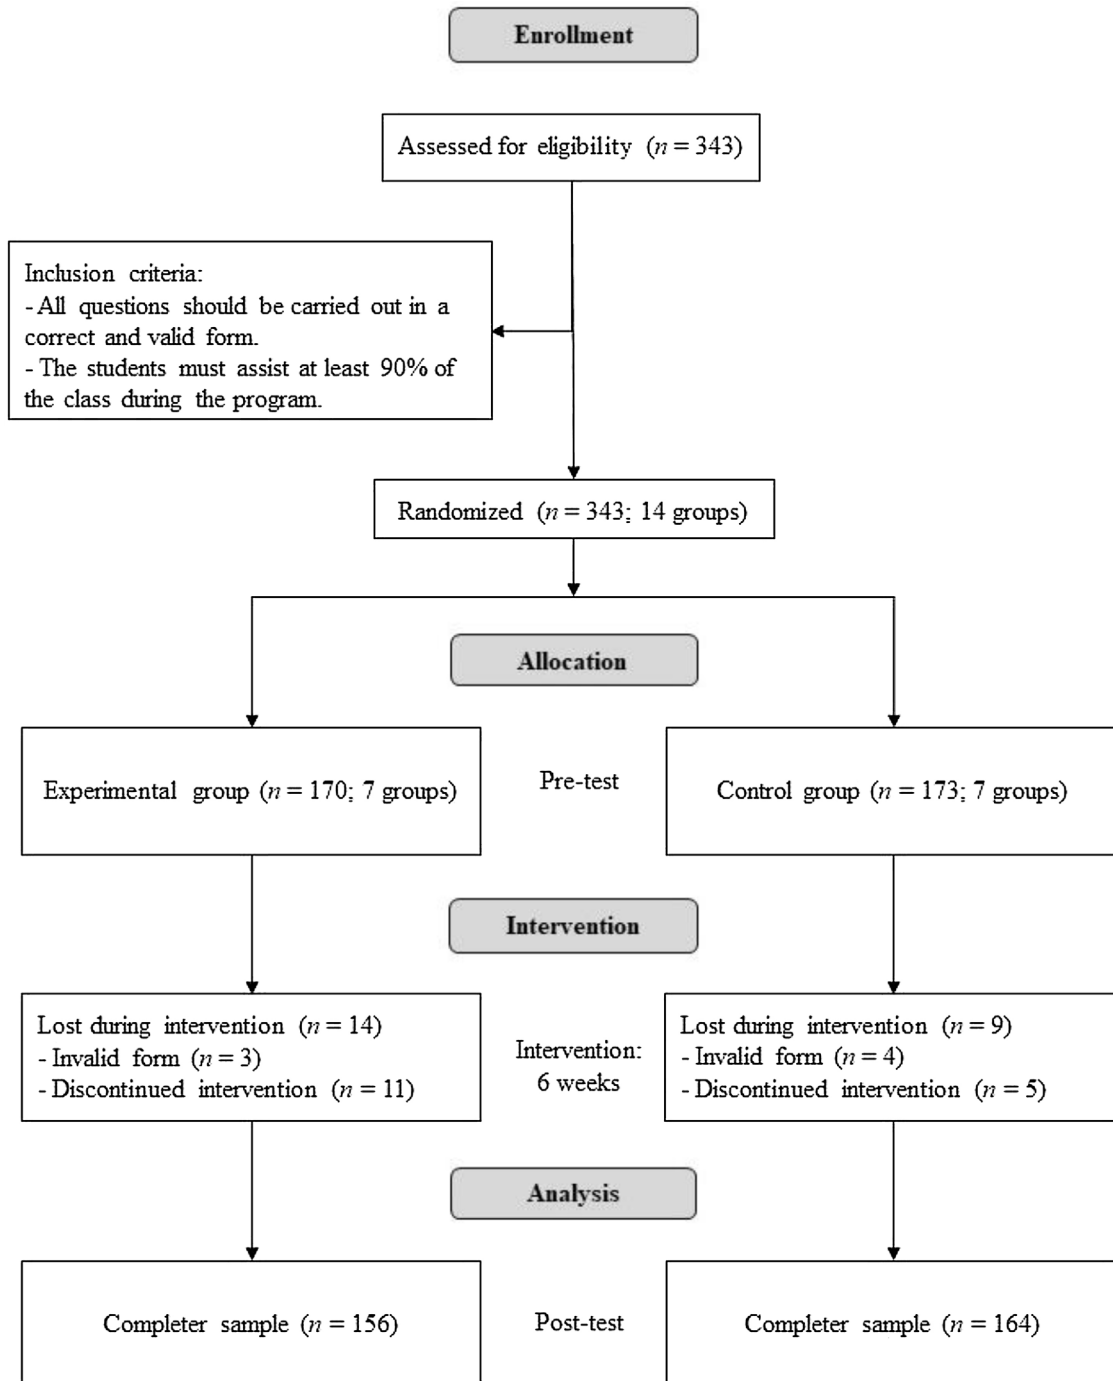 Enrollment
Assessed for eligibility (n = 343)
Inclusion criteria:
- All questions should be carried out in a
correct and valid form.
- The students must assist at least 90% of
the class during the program.
Randomized (n = 343; 14 groups)
Allocation
Experimental group (n = 170; 7 groups)
Pre-test
Control group (n = 173; 7 groups)
Intervention
Lost during intervention (n = 14)
- Invalid form (n = 3)
- Discontinued intervention (n = 11)
Intervention:
6 weeks
Lost during intervention (n = 9)
- Invalid form (n = 4)
- Discontinued intervention (n = 5)
Analysis
Completer sample (n = 156)
Post-test
Completer sample (n = 164)